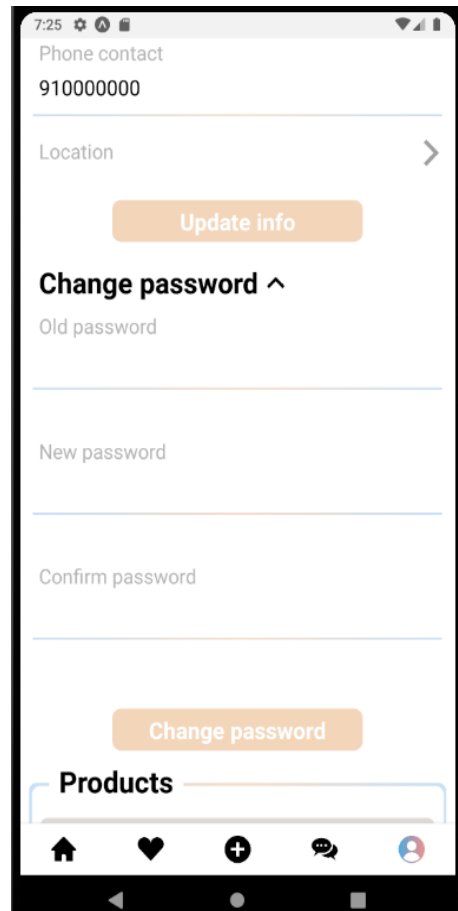 7:25
Phone contact
910000000
Location
Update info
Change password
Old password
New password
Confirm password
Change password
Products